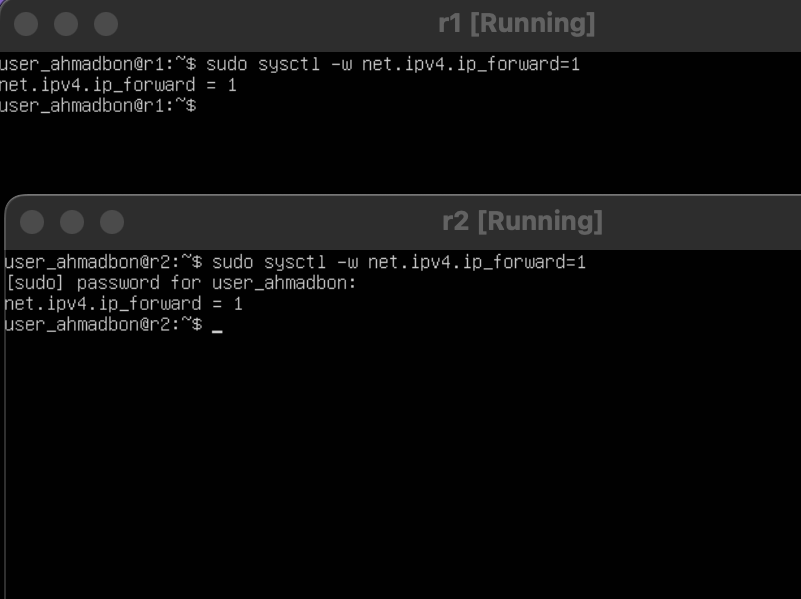 r1 [Running]
user_ahmadbon@r1:~$ sudo sysctl -w net.ipv4.ip_forward=1
net.ipv4.ip_forward = 1
user_ahmadbon@r1:~$
r2 [Running]
user_ahmadbon@r2:~$ sudo sysctl -w net.ipv4.ip_forward=1
[sudo] password for user_ahmadbon:
net.ipv4.ip_forward = 1
user_ahmadbon@r2:~$ _